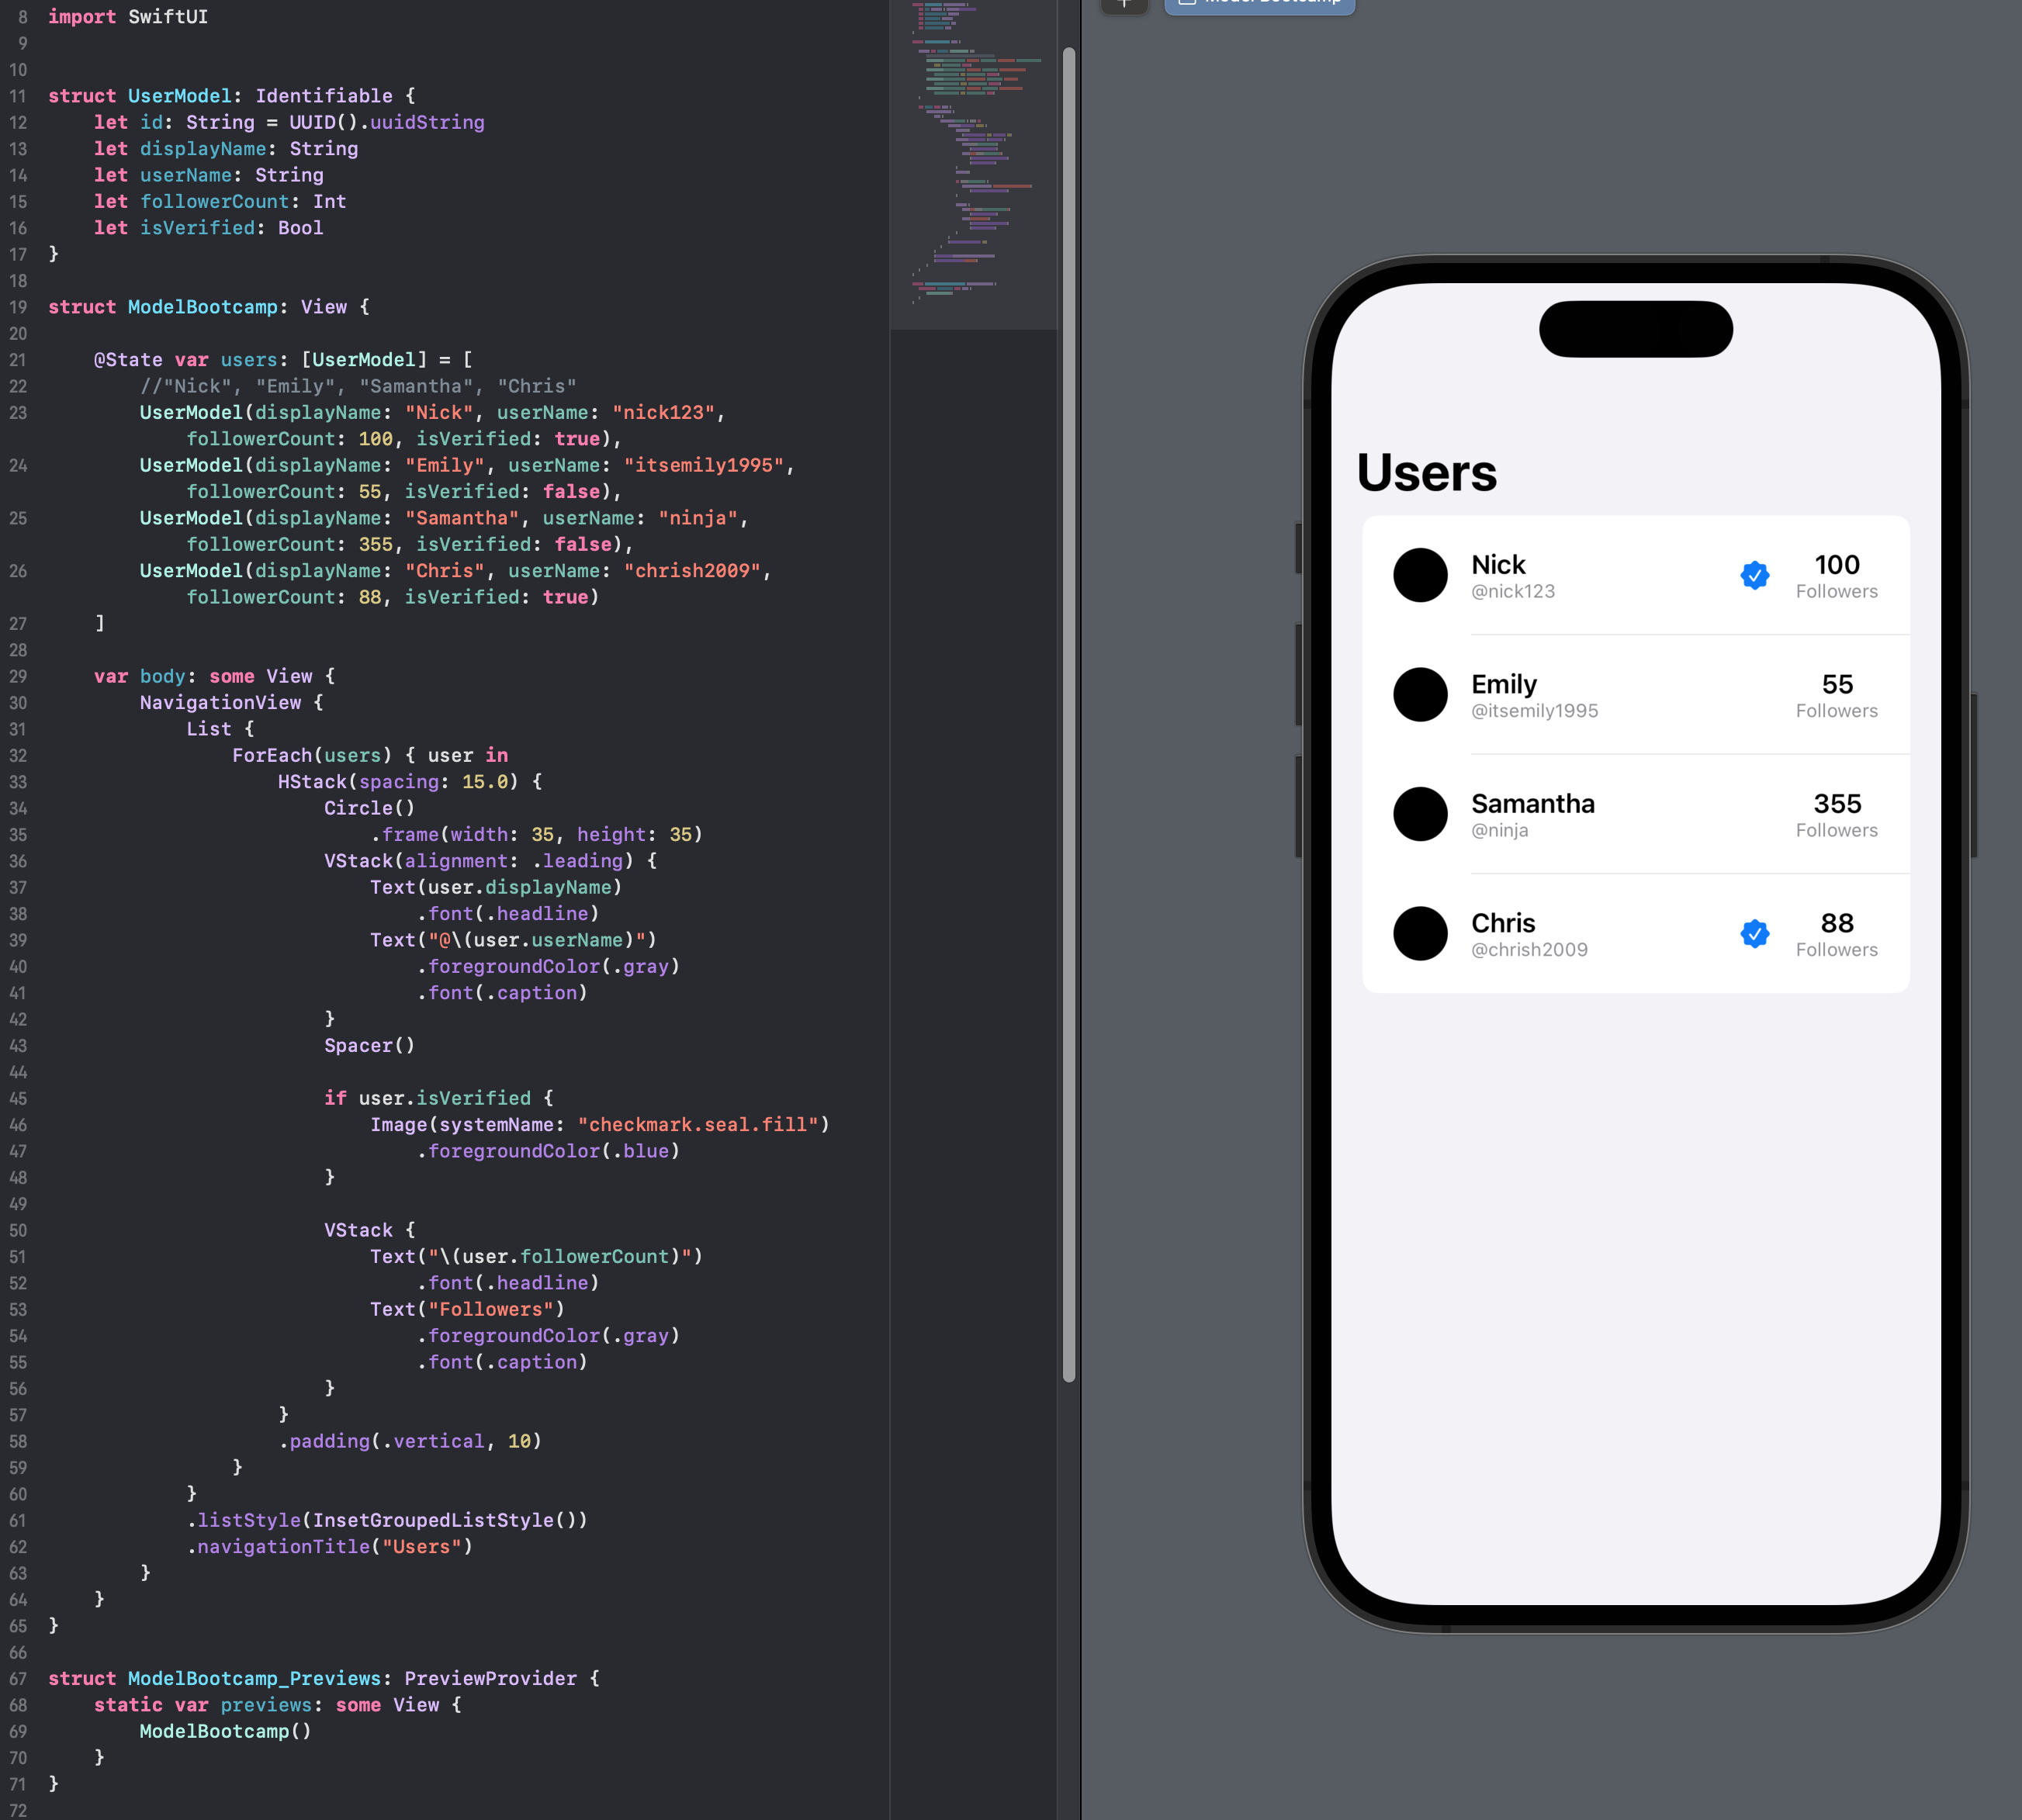 8 import SwiftUI
9
10
11 struct UserModel: Identifiable {
12     let id: String = UUID().uuidString
13     let displayName: String
14     let userName: String
15     let followerCount: Int
16     let isVerified: Bool
17 }
18
19 struct ModelBootcamp: View {
20
21     @State var users: [UserModel] = [
22         //"Nick", "Emily", "Samantha", "Chris"
23         UserModel(displayName: "Nick", userName: "nick123",
            followerCount: 100, isVerified: true),
24         UserModel(displayName: "Emily", userName: "itsemily1995",
            followerCount: 55, isVerified: false),
25         UserModel(displayName: "Samantha", userName: "ninja",
            followerCount: 355, isVerified: false),
26         UserModel(displayName: "Chris", userName: "chrish2009",
            followerCount: 88, isVerified: true)
27     ]
28
29     var body: some View {
30         NavigationView {
31             List {
32                 ForEach(users) { user in
33                     HStack(spacing: 15.0) {
34                         Circle()
35                             .frame(width: 35, height: 35)
36                         VStack(alignment: .leading) {
37                             Text(user.displayName)
38                                 .font(.headline)
39                             Text("@\(user.userName)")
40                                 .foregroundColor(.gray)
41                                 .font(.caption)
42                         }
43                         Spacer()
44
45                         if user.isVerified {
46                             Image(systemName: "checkmark.seal.fill")
47                                 .foregroundColor(.blue)
48                         }
49
50                         VStack {
51                             Text("\(user.followerCount)")
52                                 .font(.headline)
53                             Text("Followers")
54                                 .foregroundColor(.gray)
55                                 .font(.caption)
56                         }
57                     }
58                     .padding(.vertical, 10)
59                 }
60             }
61             .listStyle(InsetGroupedListStyle())
62             .navigationTitle("Users")
63         }
64     }
65 }
66
67 struct ModelBootcamp_Previews: PreviewProvider {
68     static var previews: some View {
69         ModelBootcamp()
70     }
71 }
72
Model Bootcamp
Users
Nick 100
@nick123 Followers
Emily 55
@itsemily1995 Followers
Samantha 355
@ninja Followers
Chris 88
@chrish2009 Followers